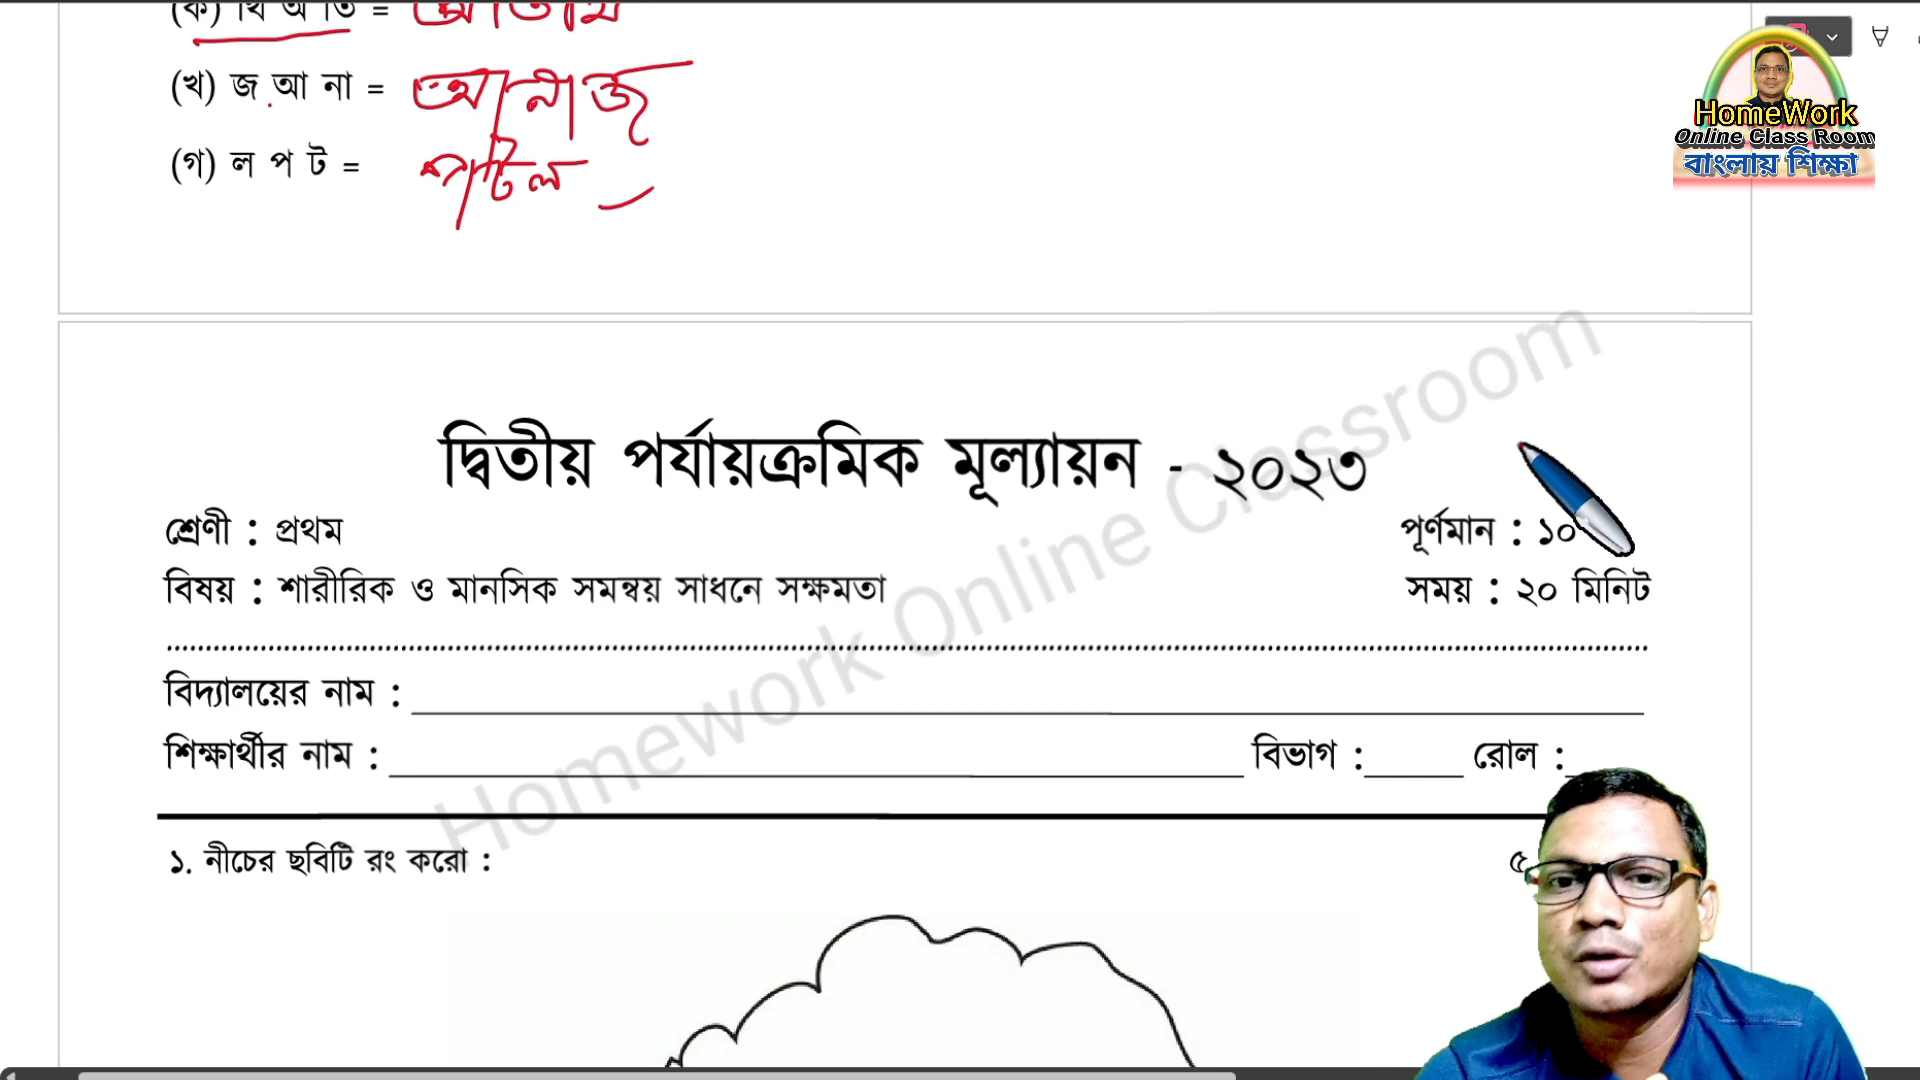 (খ) জ আ না = আনাজ
(গ) ল প ট = পটল
HomeWork
Online Class Room
বাংলায় শিক্ষা
দ্বিতীয় পর্যায়ক্রমিক মূল্যায়ন - ২০২৩
শ্রেণী : প্রথম পূর্ণমান : ১০
বিষয় : শারীরিক ও মানসিক সমন্বয় সাধনে সক্ষমতা সময় : ২০ মিনিট
বিদ্যালয়ের নাম :
শিক্ষার্থীর নাম : বিভাগ : রোল :
১. নীচের ছবিটি রং করো : ৫
Homework Online Classroom